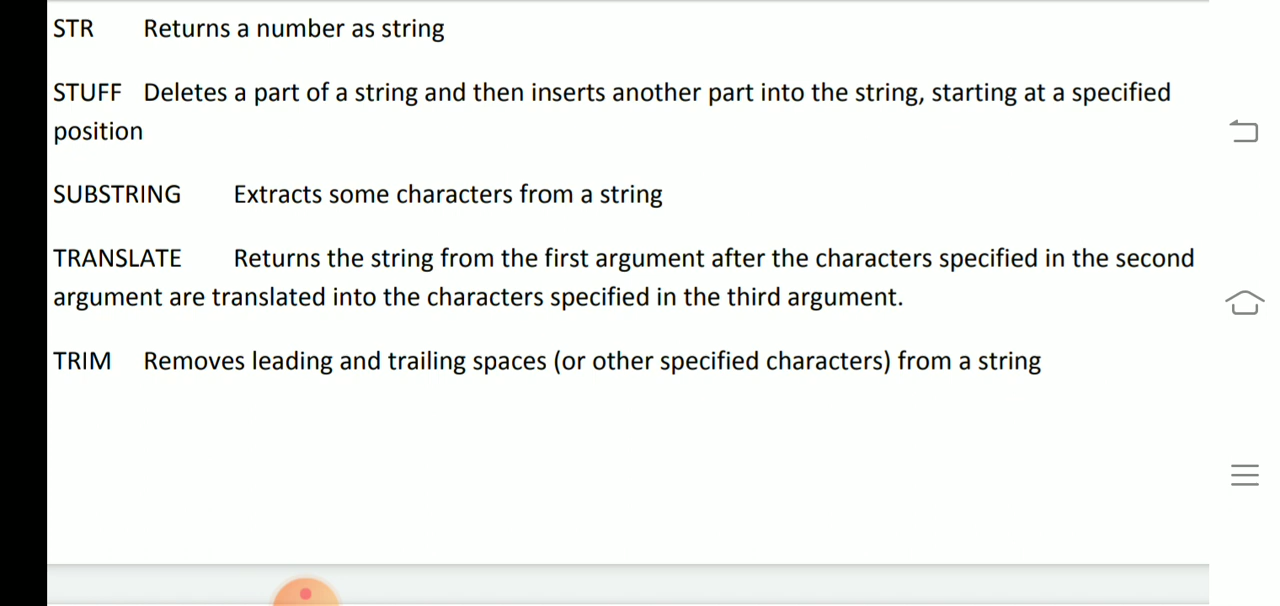 STR Returns a number as string
STUFF Deletes a part of a string and then inserts another part into the string, starting at a specified
position
SUBSTRING Extracts some characters from a string
TRANSLATE Returns the string from the first argument after the characters specified in the second
argument are translated into the characters specified in the third argument.
TRIM Removes leading and trailing spaces (or other specified characters) from a string